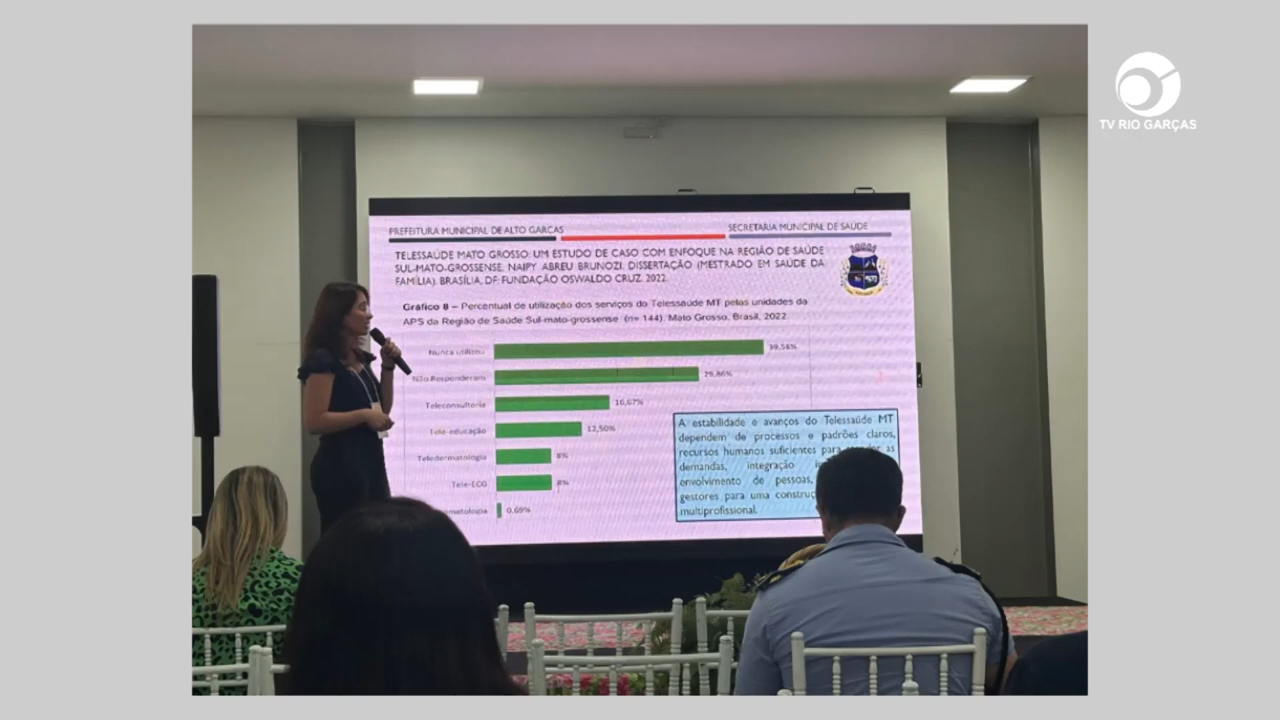 TV RIO GARÇAS
PREFEITURA MUNICIPAL DE ALTO GARÇAS
SECRETARIA MUNICIPAL DE SAÚDE
TELESSAÚDE MATO GROSSO: UM ESTUDO DE CASO COM ENFOQUE NA REGIÃO DE SAÚDE
SUL-MATO-GROSSENSE. NAIPY ABREU BRUNOZI. DISSERTAÇÃO (MESTRADO EM SAÚDE DA
FAMÍLIA). BRASÍLIA, DF: FUNDAÇÃO OSWALDO CRUZ. 2022.
Gráfico 8 – Percentual de utilização dos serviços do Telessaúde MT pelas unidades da
APS da Região de Saúde Sul-mato-grossense (n= 144). Mato Grosso, Brasil, 2022.
Nunca utilizou 39,58%
Não Responderam 29,86%
Teleconsultoria 16,67%
Tele-educação 12,50%
Teledermatologia 8%
Tele-ECG 8%
matologia 0,69%
A estabilidade e avanços do Telessaúde MT
dependem de processos e padrões claros,
recursos humanos suficientes para as
demandas, integração
envolvimento de pessoas,
gestores para uma construç
multiprofissional.